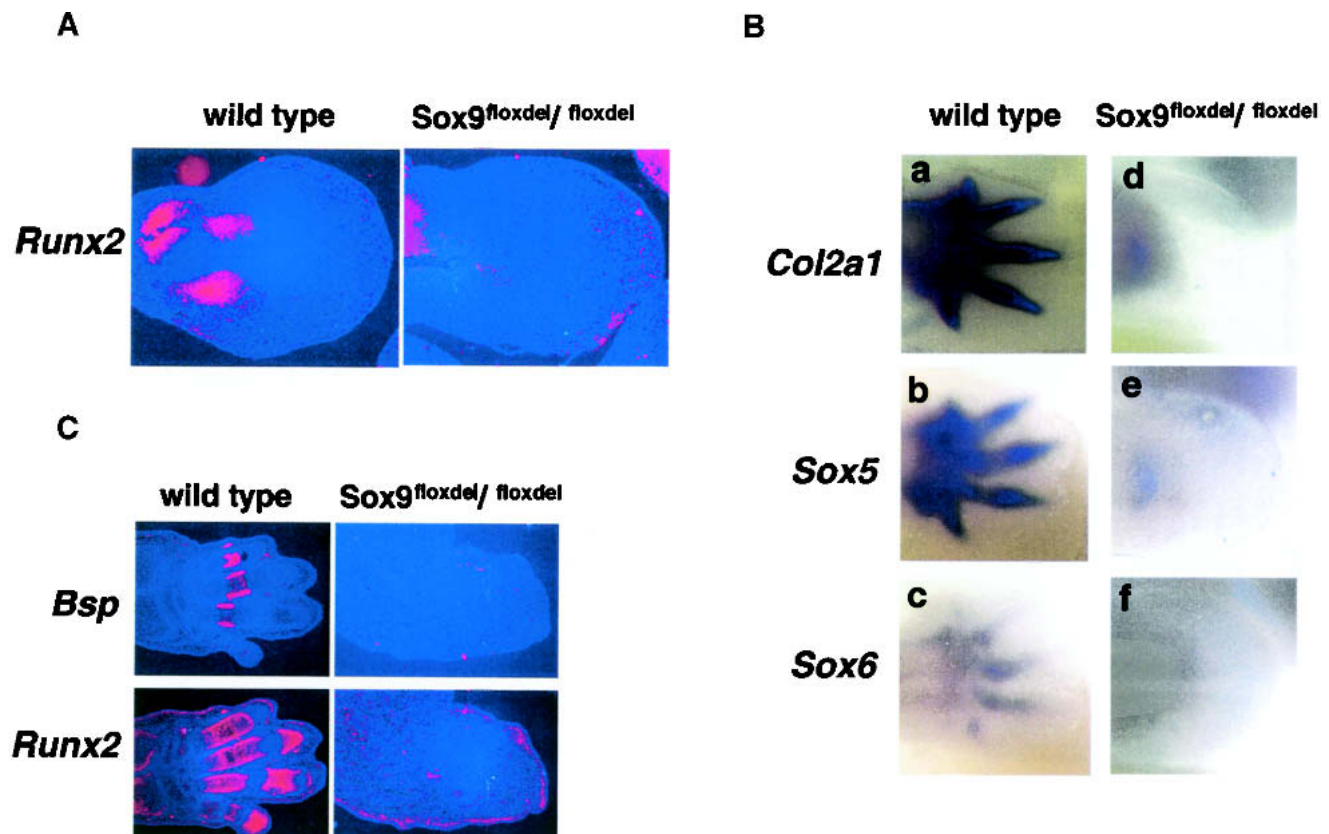 A
wild type Sox9floxdel/ floxdel
Runx2
B
wild type Sox9floxdel/ floxdel
a
d
Col2a1
b
e
Sox5
c
f
Sox6
C
wild type Sox9floxdel/ floxdel
Bsp
Runx2